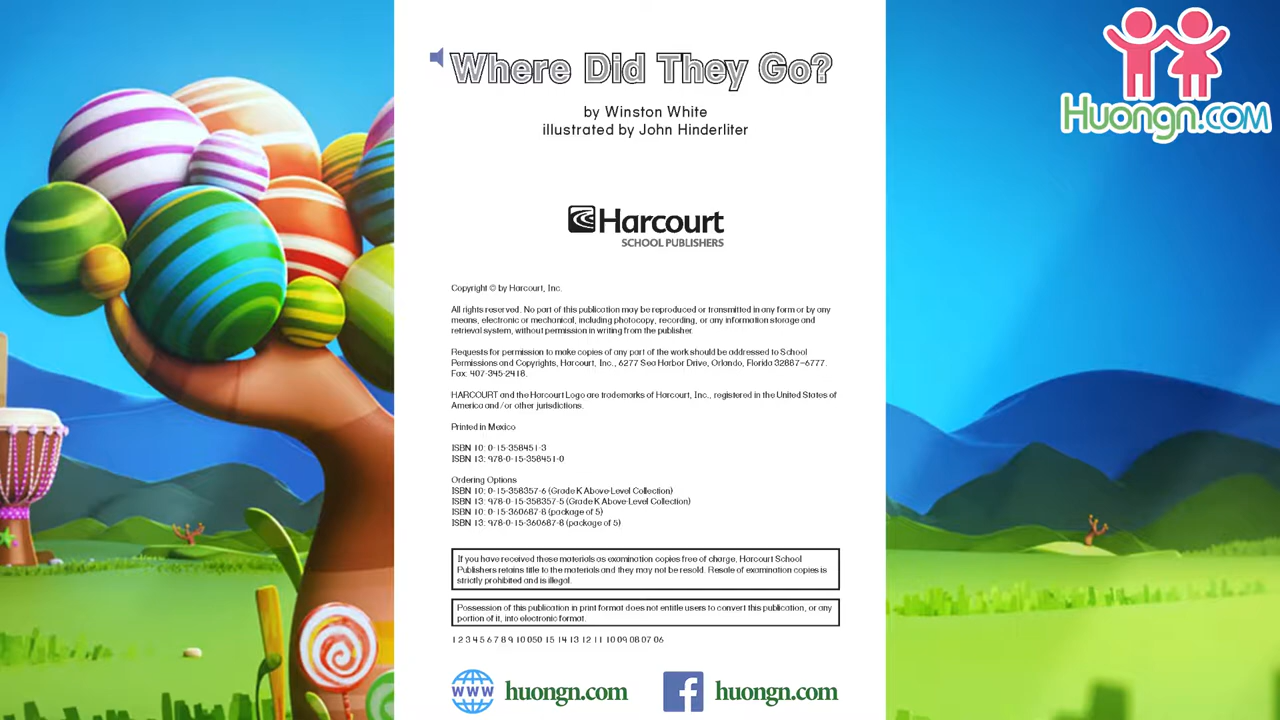 Where Did They Go?
by Winston White
illustrated by John Hinderliter
Huongn.com
Harcourt
SCHOOL PUBLISHERS
Copyright © by Harcourt, Inc.
All rights reserved. No part of this publication may be reproduced or transmitted in any form or by any
means, electronic or mechanical, including photocopy, recording, or any information storage and
retrieval system, without permission in writing from the publisher.
Requests for permission to make copies of any part of the work should be addressed to School
Permissions and Copyrights, Harcourt, Inc., 6277 Sea Harbor Drive, Orlando, Florida 32887–6777.
Fax: 407-345-2418.
HARCOURT and the Harcourt Logo are trademarks of Harcourt, Inc., registered in the United States of
America and/or other jurisdictions.
Printed in Mexico
ISBN 10: 0-15-358451-3
ISBN 13: 978-0-15-358451-0
Ordering Options
ISBN 10: 0-15-358357-6 (Grade K Above-Level Collection)
ISBN 13: 978-0-15-358357-5 (Grade K Above-Level Collection)
ISBN 10: 0-15-360687-8 (package of 5)
ISBN 13: 978-0-15-360687-8 (package of 5)
If you have received these materials as examination copies free of charge, Harcourt School
Publishers retains title to the materials and they may not be resold. Resale of examination copies is
strictly prohibited and is illegal.
Possession of this publication in print format does not entitle users to convert this publication, or any
portion of it, into electronic format.
1 2 3 4 5 6 7 8 9 10 050 15 14 13 12 11 10 09 08 07 06
WWW huongn.com
f huongn.com